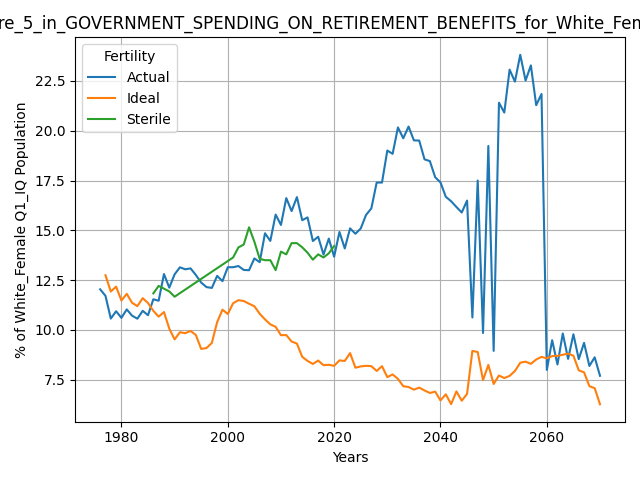 re_5_in_GOVERNMENT_SPENDING_ON_RETIREMENT_BENEFITS_for_White_Fem
Fertility
Actual
Ideal
Sterile
% of White_Female Q1_IQ Population
22.5
20.0
17.5
15.0
12.5
10.0
7.5
1980
2000
2020
2040
2060
Years